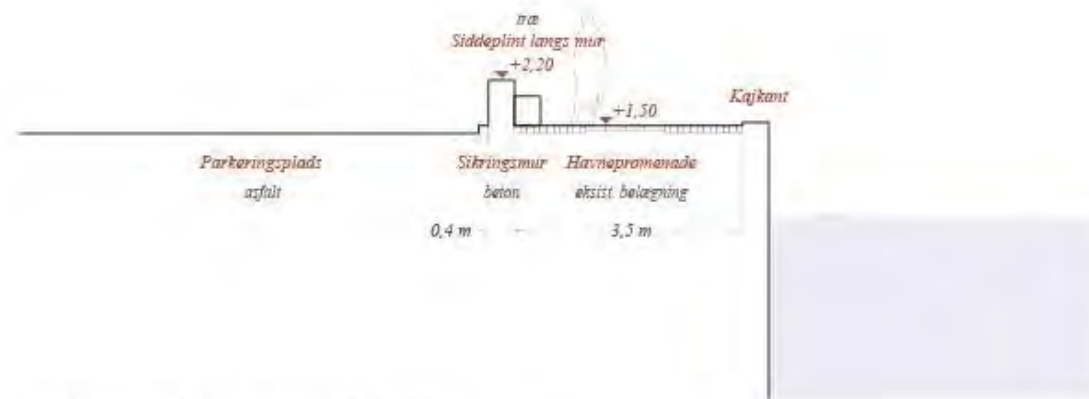 træ
Siddeplint langs mur
+2,20
Kajkant
+1,50
Parkeringsplads
Sikringsmur
Havnepromenade
asfalt
beton
eksist. belægning
0,4 m
3,5 m